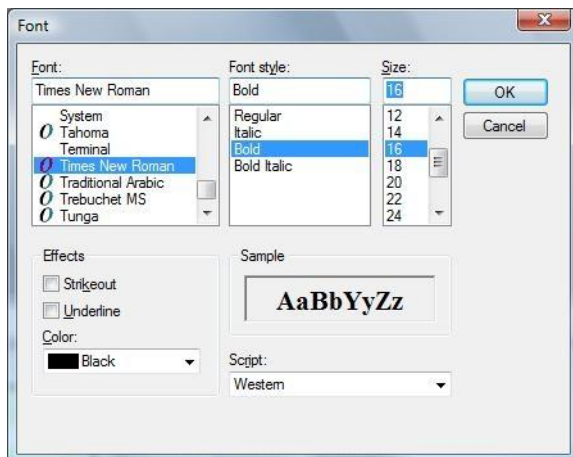 Font
Font: Font style: Size:
Times New Roman Bold 16
System Regular 12
Tahoma Italic 14
Terminal Bold 16
Times New Roman Bold Italic 18
Traditional Arabic 20
Trebuchet MS 22
Tunga 24
OK
Cancel
Effects
Strikeout
Underline
Color:
Black
Sample
AaBbYyZz
Script:
Western